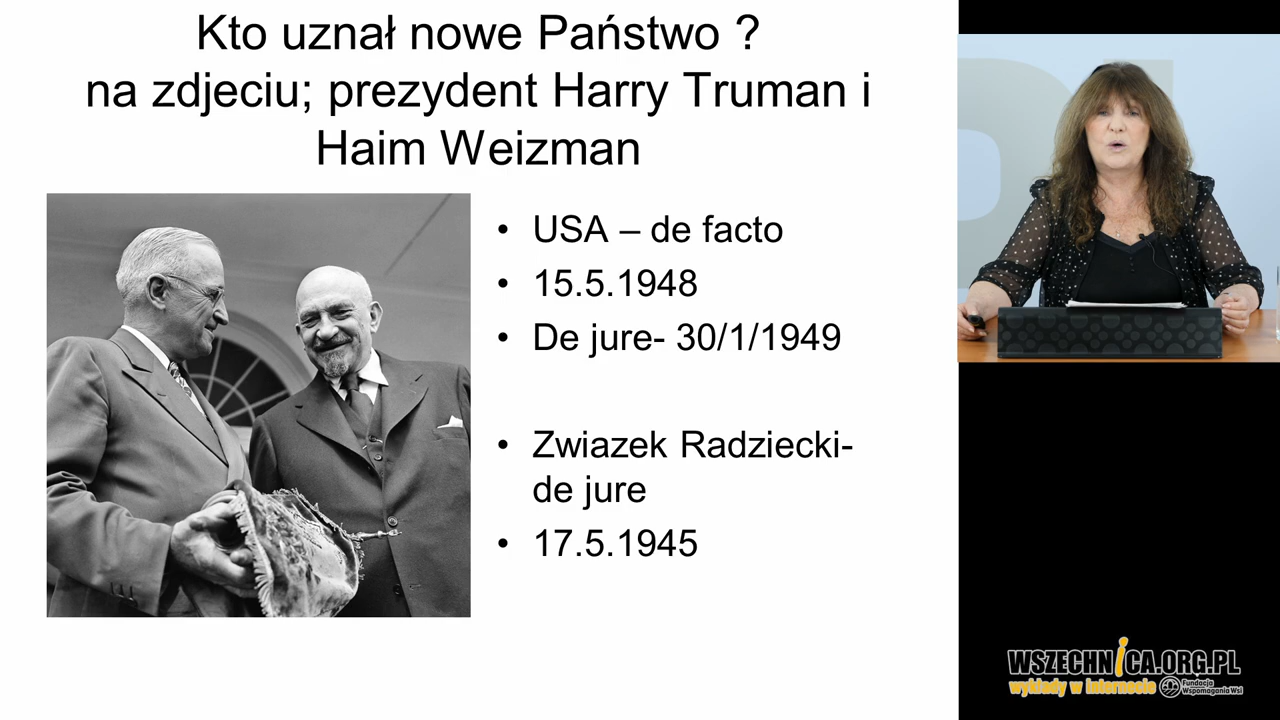 Kto uznał nowe Państwo ?
na zdjeciu; prezydent Harry Truman i
Haim Weizman
• USA – de facto
• 15.5.1948
• De jure- 30/1/1949
• Zwiazek Radziecki-
de jure
• 17.5.1945
WSZECHNiCA.ORG.PL
wykłady w internecie
Fundacja
Wspomagania Wsi